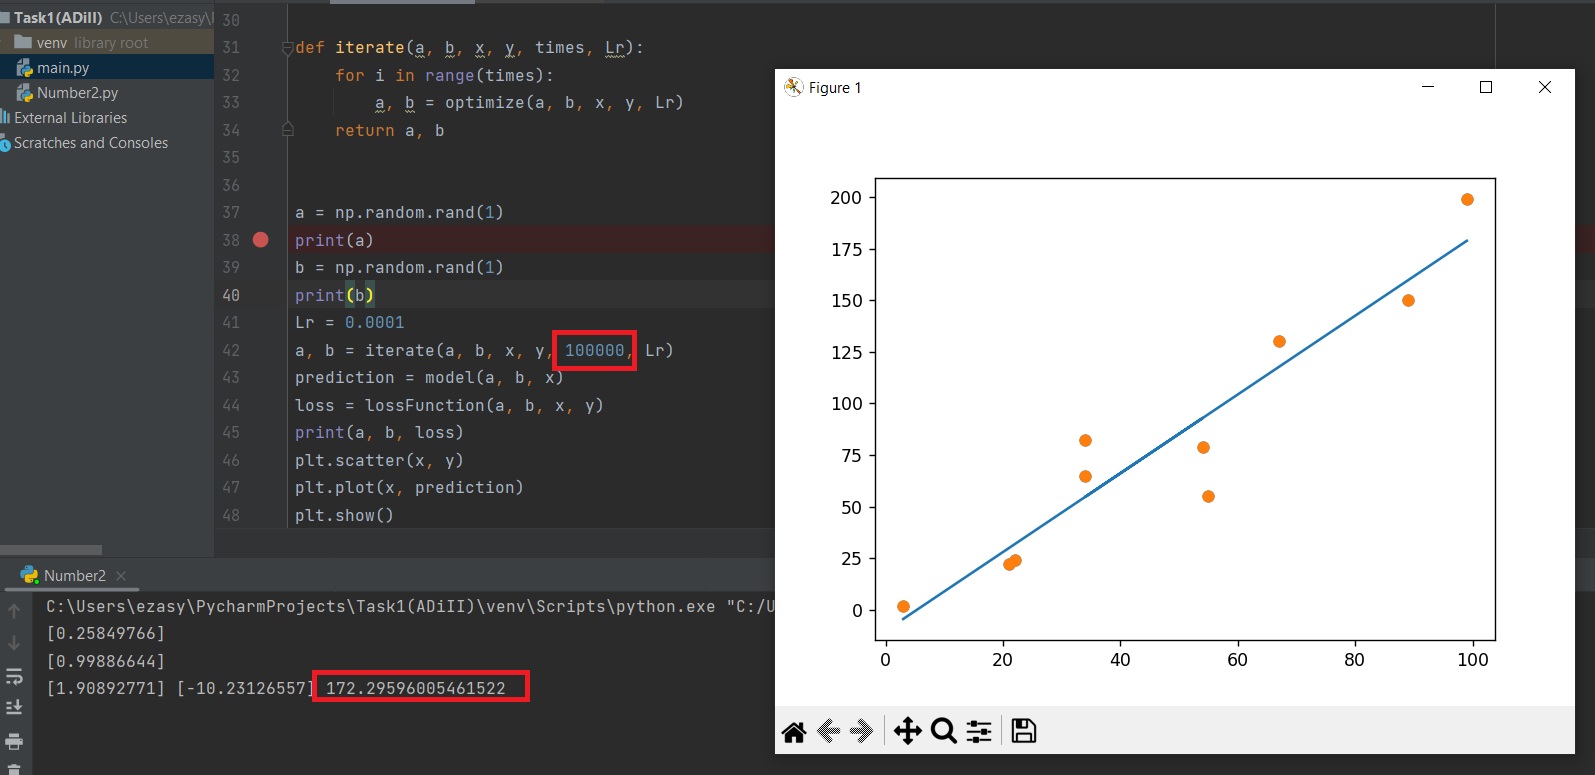 Task1(ADiII) C:\Users\ezasy\
venv library root
main.py
Number2.py
External Libraries
Scratches and Consoles
30
31 def iterate(a, b, x, y, times, Lr):
32 for i in range(times):
33 a, b = optimize(a, b, x, y, Lr)
34 return a, b
35
36
37 a = np.random.rand(1)
38 print(a)
39 b = np.random.rand(1)
40 print(b)
41 Lr = 0.0001
42 a, b = iterate(a, b, x, y, 100000, Lr)
43 prediction = model(a, b, x)
44 loss = lossFunction(a, b, x, y)
45 print(a, b, loss)
46 plt.scatter(x, y)
47 plt.plot(x, prediction)
48 plt.show()
Figure 1
200
175
150
125
100
75
50
25
0
0 20 40 60 80 100
Number2
C:\Users\ezasy\PycharmProjects\Task1(ADiIII)\venv\Scripts\python.exe "C:/U
[0.25849766]
[0.99886644]
[1.90892771] [-10.23126557] 172.29596005461522